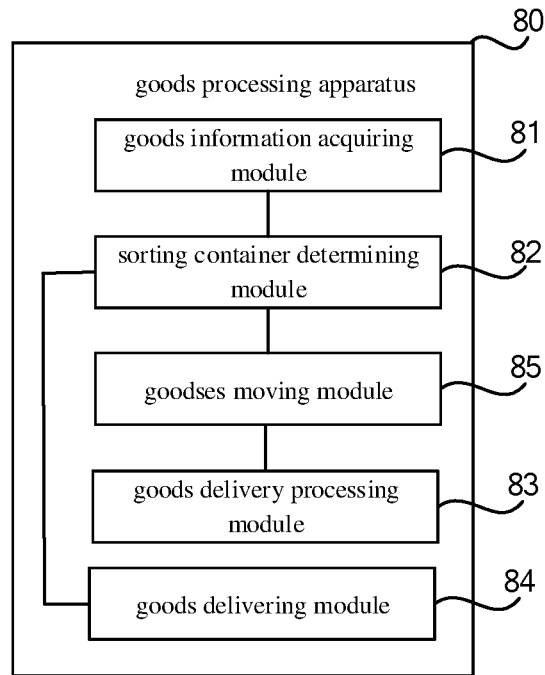 80
goods processing apparatus
goods information acquiring
module
81
sorting container determining
module
82
goodses moving module
85
goods delivery processing
module
83
goods delivering module
84